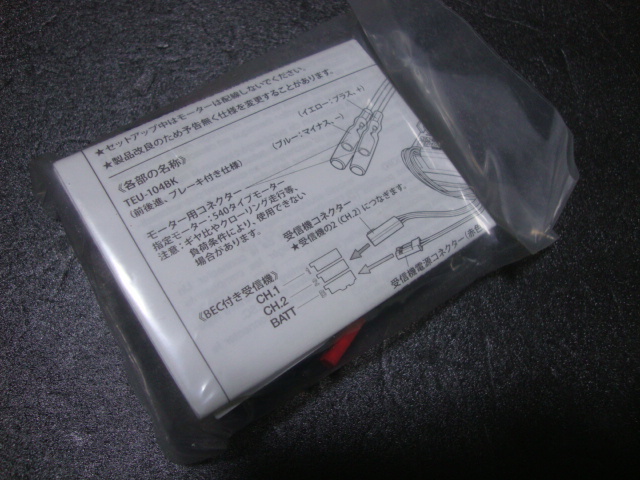 ★セットアップ中はモーターは配線しないでください。
★製品改良のため予告無く仕様を変更することがあります。
《各部の名称》
TEU-104BK
(前後進、ブレーキ付き仕様)
(イエロー:プラス、+)
(ブルー:マイナス、−)
モーター用コネクター
指定モーター:540タイプモーター
注意:ギヤ比やクローリング走行等、
負荷条件により、使用できない
場合があります。
受信機コネクター
★受信機の2 (CH.2) につなぎます。
《BEC付き受信機》
CH.1
CH.2
BATT
受信機電源コネクター (赤色